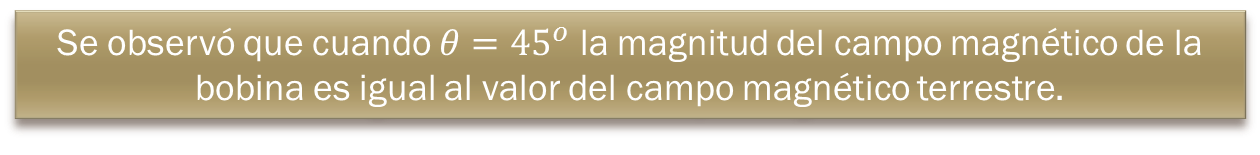 Se observó que cuando 𝜃 = 45ᵒ la magnitud del campo magnético de la
bobina es igual al valor del campo magnético terrestre.